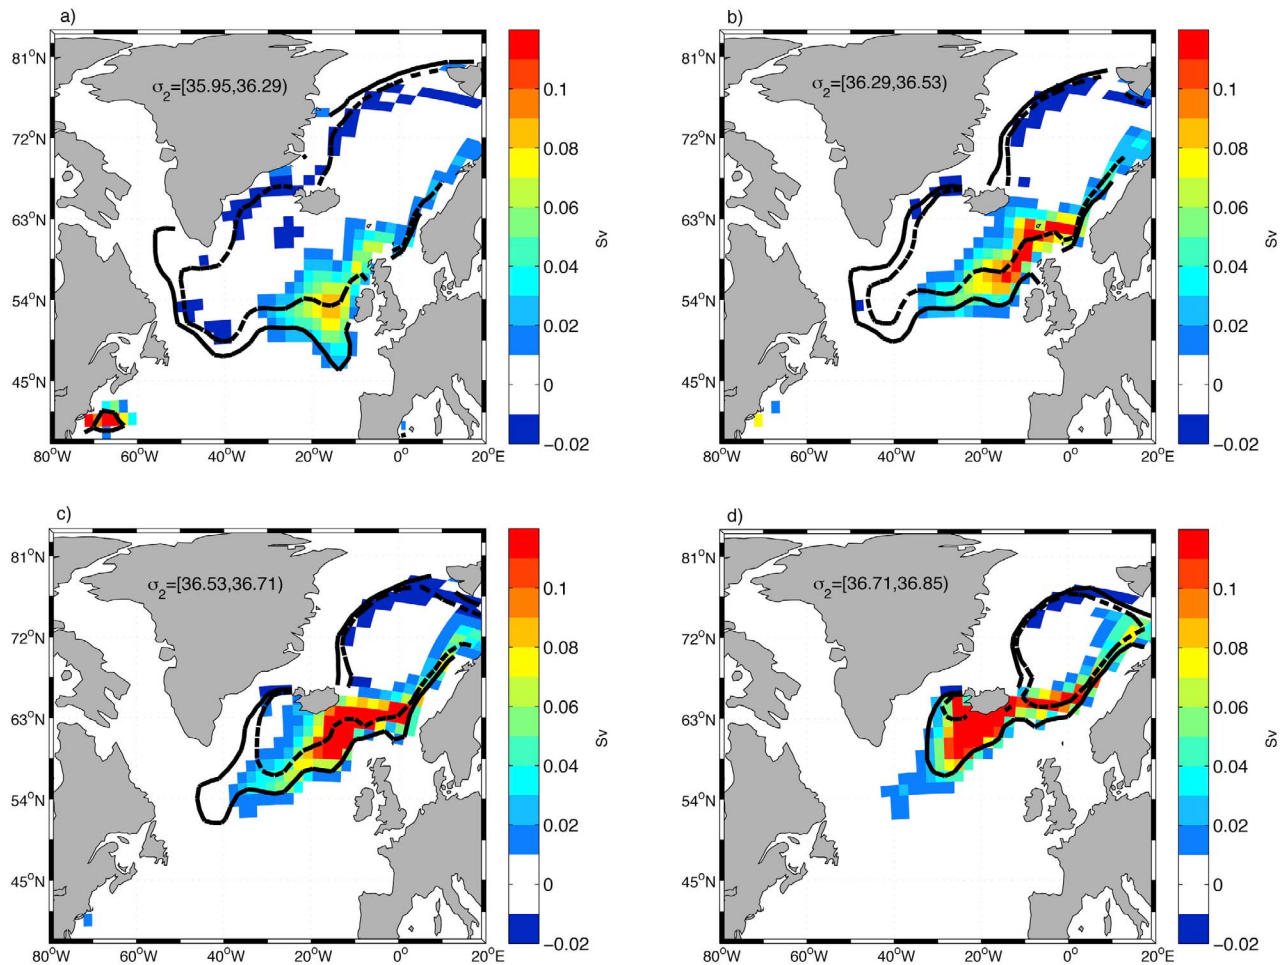 a)
σ2=[35.95,36.29)
81°N
72°N
63°N
54°N
45°N
80°W
60°W
40°W
20°W
0°
20°E
0.1
0.08
0.06
0.04
0.02
0
−0.02
Sv
b)
σ2=[36.29,36.53)
81°N
72°N
63°N
54°N
45°N
80°W
60°W
40°W
20°W
0°
20°E
0.1
0.08
0.06
0.04
0.02
0
−0.02
Sv
c)
σ2=[36.53,36.71)
81°N
72°N
63°N
54°N
45°N
80°W
60°W
40°W
20°W
0°
20°E
0.1
0.08
0.06
0.04
0.02
0
−0.02
Sv
d)
σ2=[36.71,36.85)
81°N
72°N
63°N
54°N
45°N
80°W
60°W
40°W
20°W
0°
20°E
0.1
0.08
0.06
0.04
0.02
0
−0.02
Sv